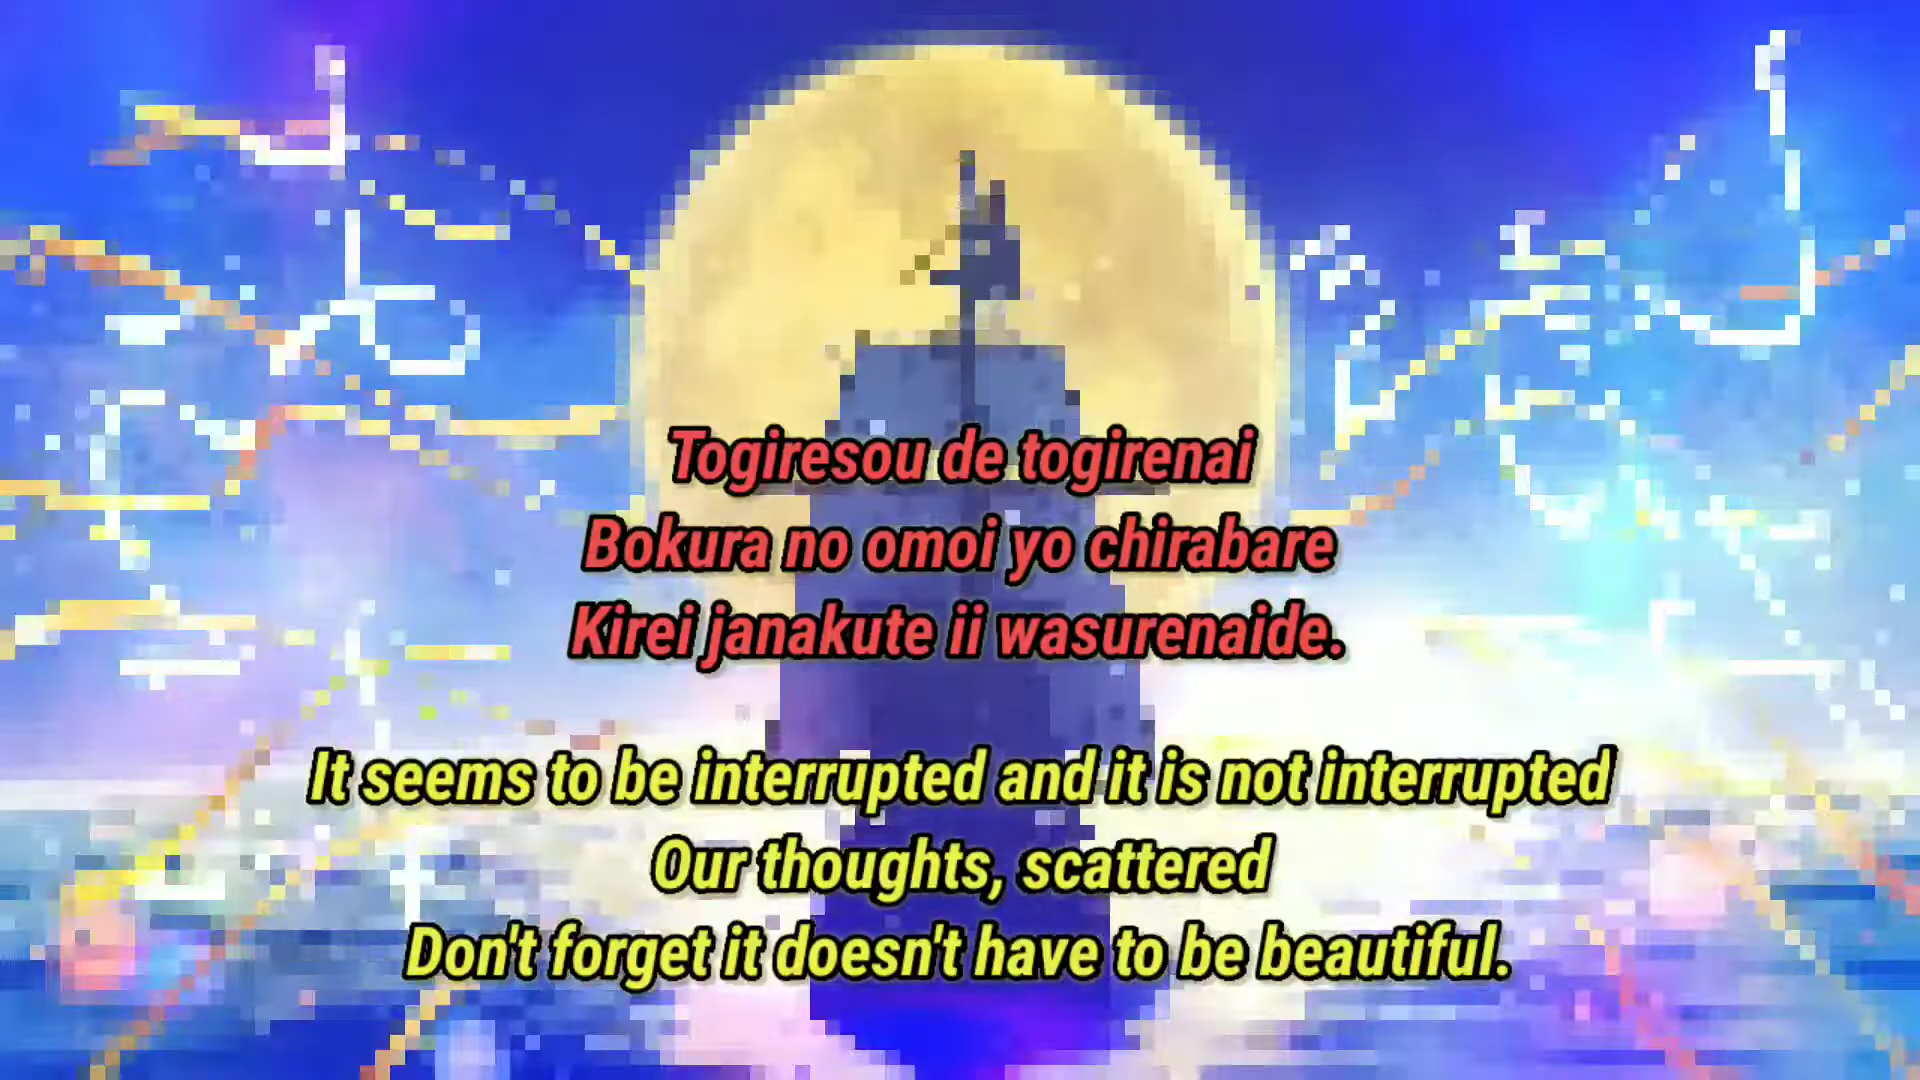 Togiresou de togirenai
Bokura no omoi yo chirabare
Kirei janakute ii wasurenaide.
It seems to be interrupted and it is not interrupted
Our thoughts, scattered
Don't forget it doesn't have to be beautiful.